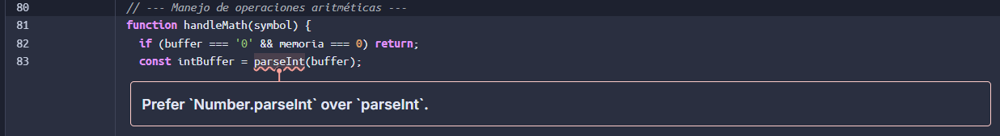 80 // --- Manejo de operaciones aritméticas ---
81 function handleMath(symbol) {
82 if (buffer === '0' && memoria === 0) return;
83 const intBuffer = parseInt(buffer);
Prefer `Number.parseInt` over `parseInt`.